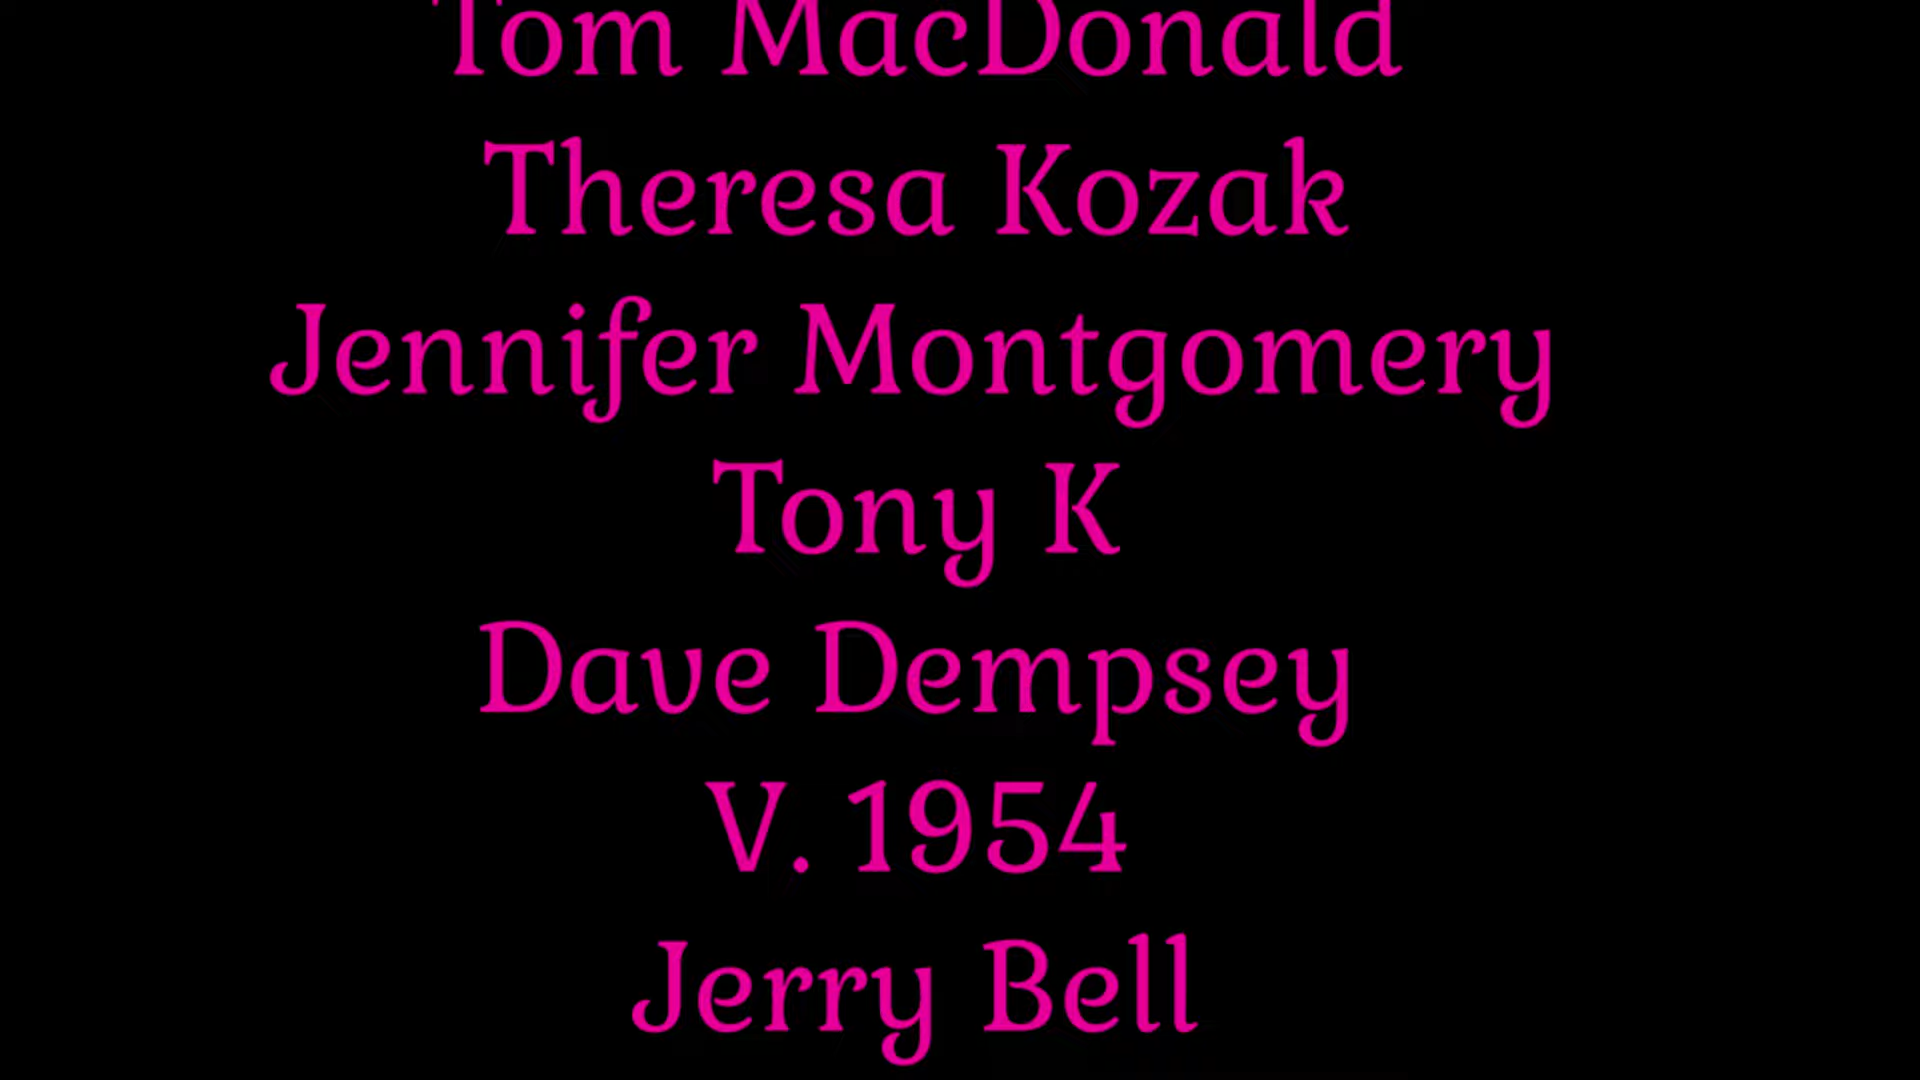 Tom MacDonald
Theresa Kozak
Jennifer Montgomery
Tony K
Dave Dempsey
V. 1954
Jerry Bell